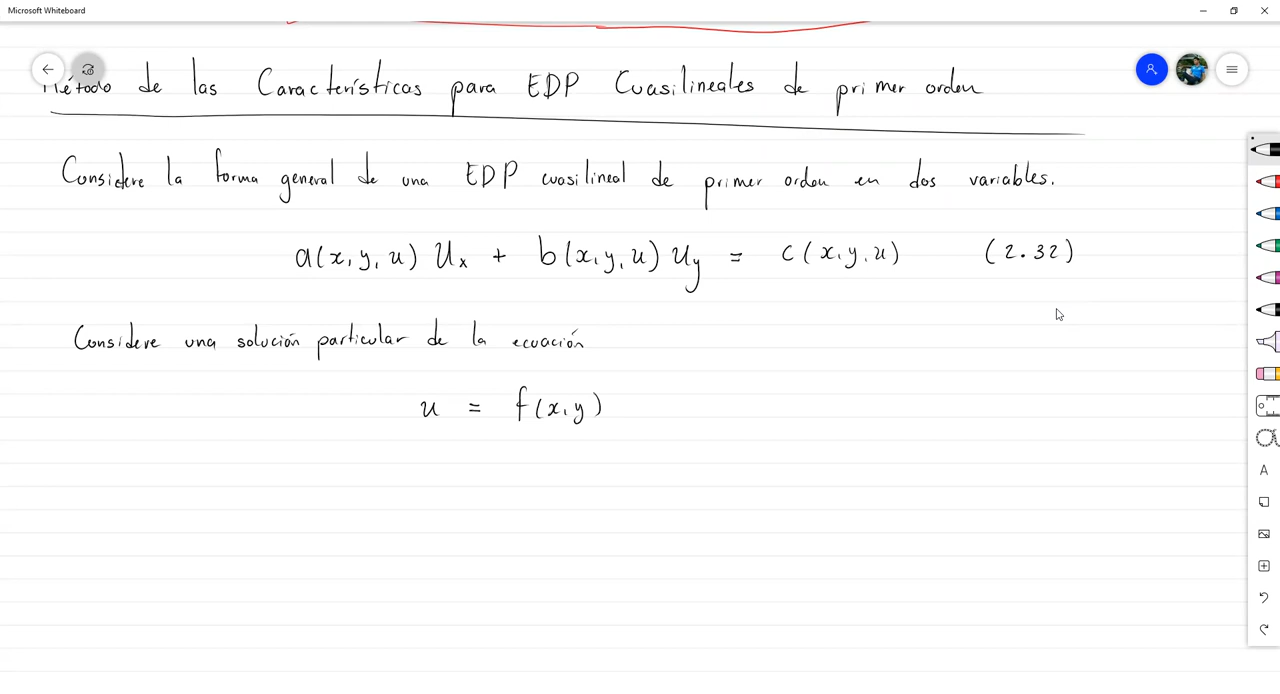 Microsoft Whiteboard
Método de las Características para EDP Cuasilineales de primer orden
Considere la forma general de una EDP cuasilineal de primer orden en dos variables.
a(x,y,u) Ux + b(x,y,u) Uy = c(x,y,u) (2.32)
Considere una solución particular de la ecuación
u = f(x,y)
A